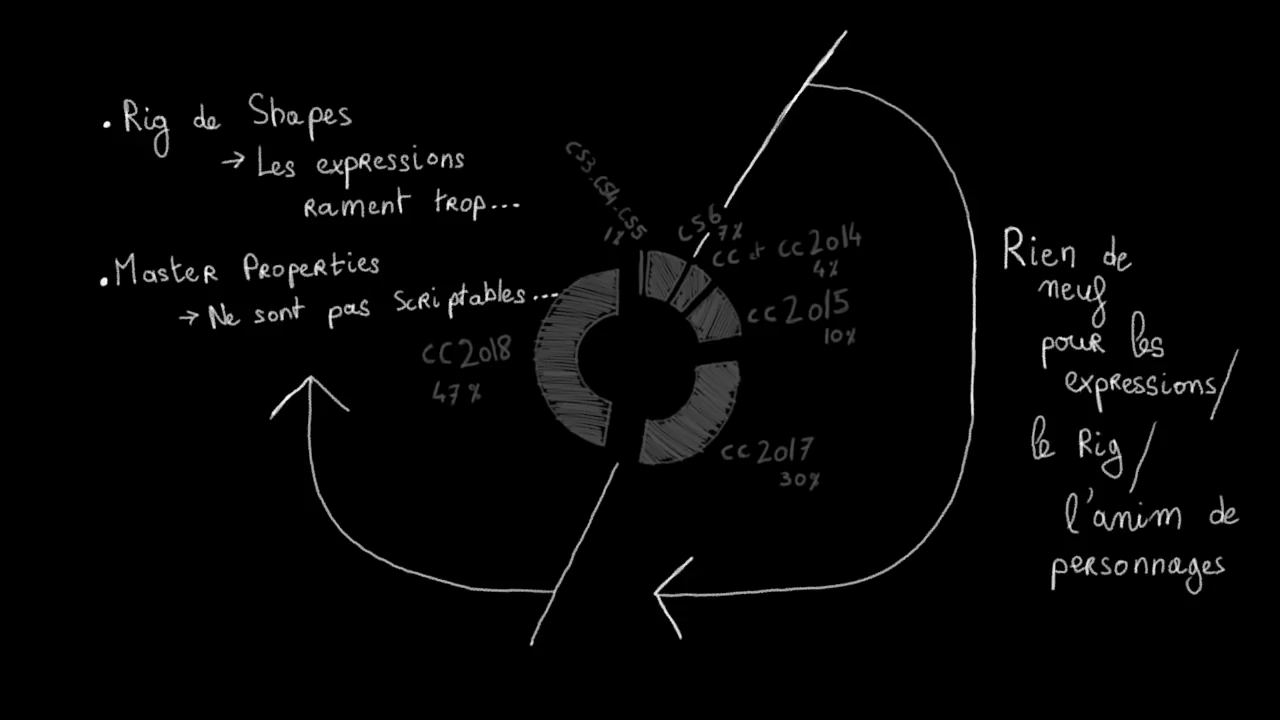 • Rig de Shapes
→ Les expressions
rament trop...
• Master Properties
→ Ne sont pas scriptables...
CS3.CS4.CS5
1%
CS6
7%
CC et CC2014
4%
CC2015
10%
CC2017
30%
CC2018
47%
Rien de
neuf
pour les
expressions/
le Rig/
l'anim de
personnages